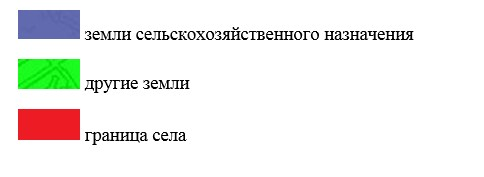 земли сельскохозяйственного назначения
другие земли
граница села